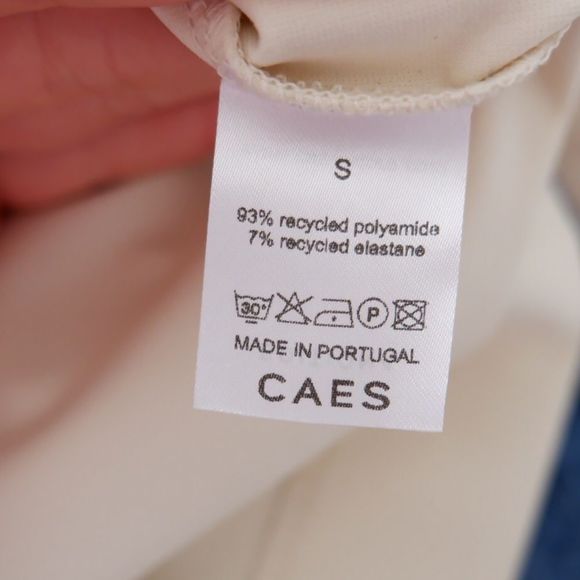 S
93% recycled polyamide
7% recycled elastane
30° P
MADE IN PORTUGAL
CAES